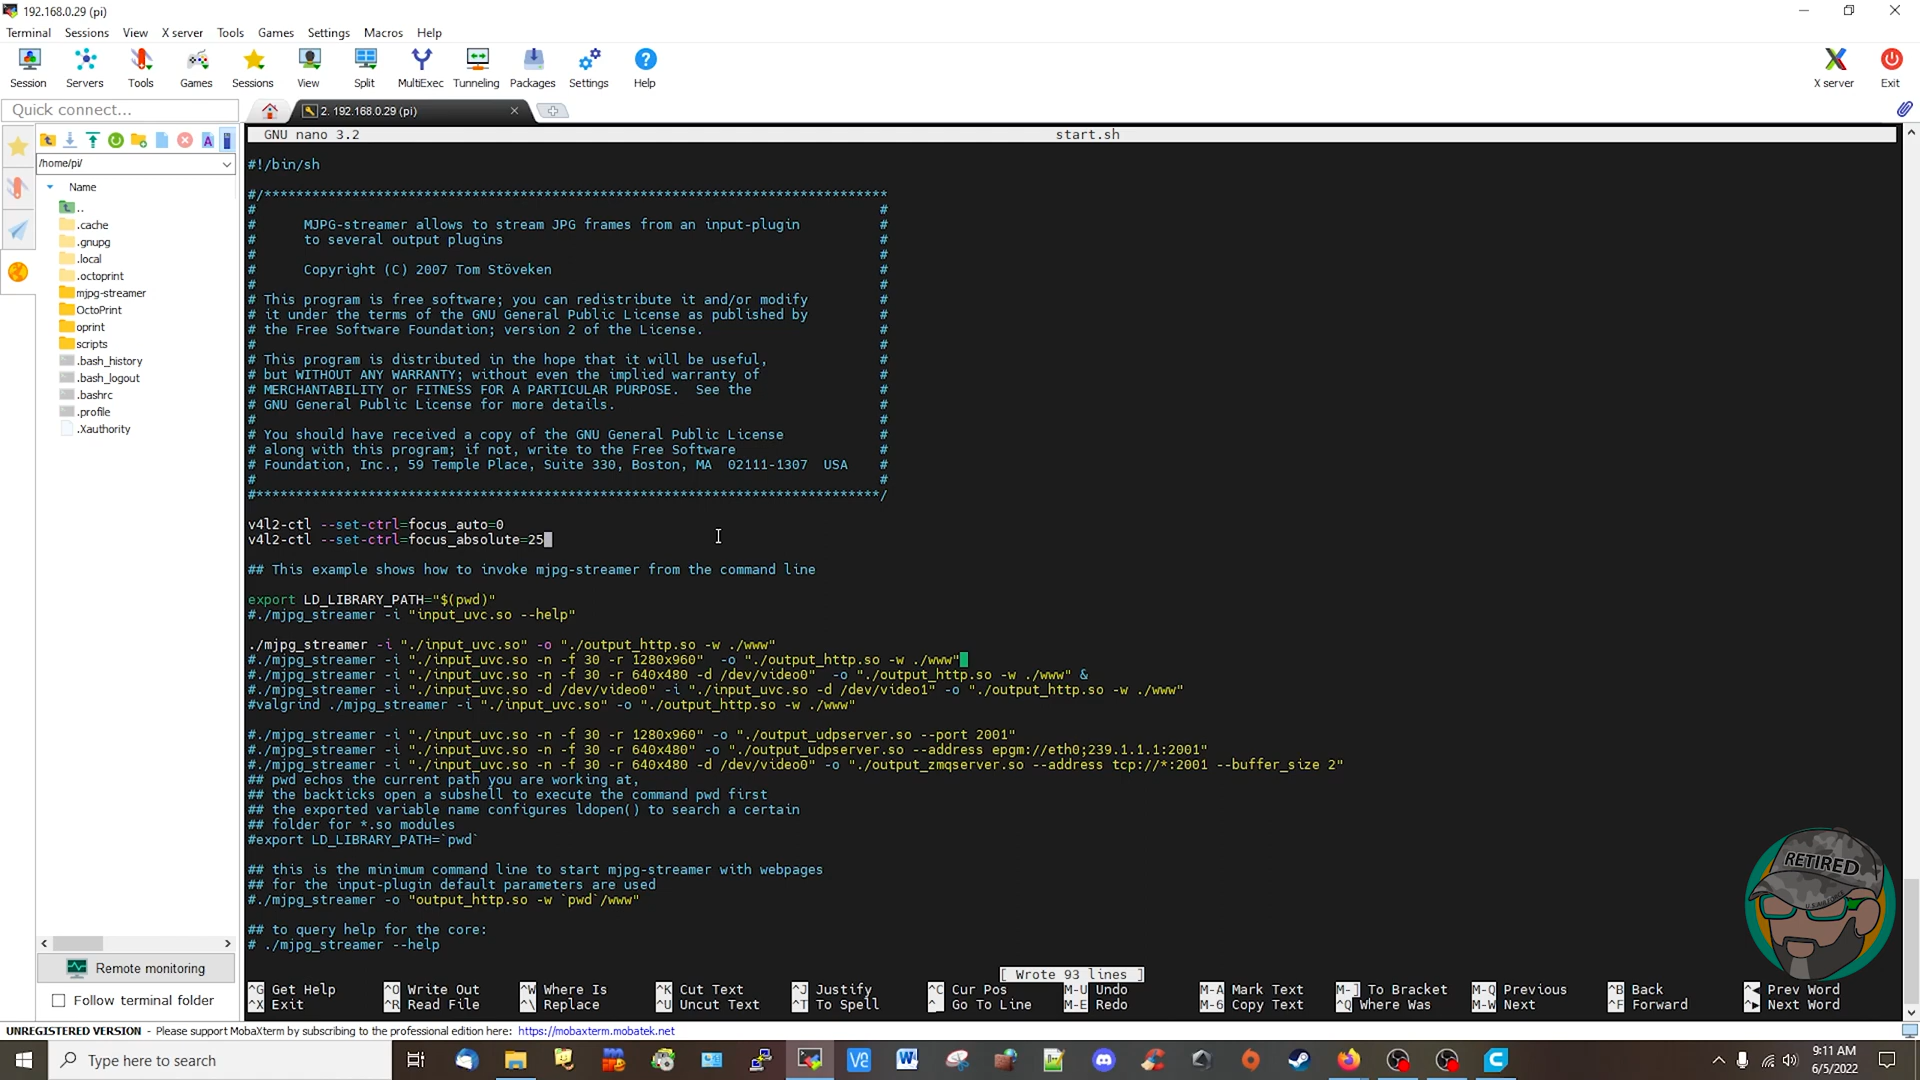 192.168.0.29 (pi)
Terminal Sessions View X server Tools Games Settings Macros Help
Session Servers Tools Games Sessions View Split MultiExec Tunneling Packages Settings Help X server Exit
Quick connect...
2. 192.168.0.29 (pi)
/home/pi/
Name
..
.cache
.gnupg
.local
.octoprint
mjpg-streamer
OctoPrint
oprint
scripts
.bash_history
.bash_logout
.bashrc
.profile
.Xauthority
Remote monitoring
Follow terminal folder
GNU nano 3.2 start.sh
#!/bin/sh
#/*****************************************************************************
# #
# MJPG-streamer allows to stream JPG frames from an input-plugin #
# to several output plugins #
# #
# Copyright (C) 2007 Tom Stöveken #
# #
# This program is free software; you can redistribute it and/or modify #
# it under the terms of the GNU General Public License as published by #
# the Free Software Foundation; version 2 of the License. #
# #
# This program is distributed in the hope that it will be useful, #
# but WITHOUT ANY WARRANTY; without even the implied warranty of #
# MERCHANTABILITY or FITNESS FOR A PARTICULAR PURPOSE. See the #
# GNU General Public License for more details. #
# #
# You should have received a copy of the GNU General Public License #
# along with this program; if not, write to the Free Software #
# Foundation, Inc., 59 Temple Place, Suite 330, Boston, MA 02111-1307 USA #
# #
#*****************************************************************************/
v4l2-ctl --set-ctrl=focus_auto=0
v4l2-ctl --set-ctrl=focus_absolute=25
## This example shows how to invoke mjpg-streamer from the command line
export LD_LIBRARY_PATH="$(pwd)"
#./mjpg_streamer -i "input_uvc.so --help"
./mjpg_streamer -i "./input_uvc.so" -o "./output_http.so -w ./www"
#./mjpg_streamer -i "./input_uvc.so -n -f 30 -r 1280x960" -o "./output_http.so -w ./www"
#./mjpg_streamer -i "./input_uvc.so -n -f 30 -r 640x480 -d /dev/video0" -o "./output_http.so -w ./www" &
#./mjpg_streamer -i "./input_uvc.so -d /dev/video0" -i "./input_uvc.so -d /dev/video1" -o "./output_http.so -w ./www"
#valgrind ./mjpg_streamer -i "./input_uvc.so" -o "./output_http.so -w ./www"
#./mjpg_streamer -i "./input_uvc.so -n -f 30 -r 1280x960" -o "./output_udpserver.so --port 2001"
#./mjpg_streamer -i "./input_uvc.so -n -f 30 -r 640x480" -o "./output_udpserver.so --address epgm://eth0;239.1.1.1:2001"
#./mjpg_streamer -i "./input_uvc.so -n -f 30 -r 640x480 -d /dev/video0" -o "./output_zmqserver.so --address tcp://*:2001 --buffer_size 2"
## pwd echos the current path you are working at,
## the backticks open a subshell to execute the command pwd first
## the exported variable name configures ldopen() to search a certain
## folder for *.so modules
#export LD_LIBRARY_PATH=`pwd`
## this is the minimum command line to start mjpg-streamer with webpages
## for the input-plugin default parameters are used
#./mjpg_streamer -o "output_http.so -w `pwd`/www"
## to query help for the core:
# ./mjpg_streamer --help
[ Wrote 93 lines ]
^G Get Help ^O Write Out ^W Where Is ^K Cut Text ^J Justify ^C Cur Pos M-U Undo M-A Mark Text M-] To Bracket M-Q Previous ^B Back ^◂ Prev Word
^X Exit ^R Read File ^\ Replace ^U Uncut Text ^T To Spell ^_ Go To Line M-E Redo M-6 Copy Text ^Q Where Was M-W Next ^F Forward ^▸ Next Word
RETIRED
U.S. AIR FORCE
UNREGISTERED VERSION - Please support MobaXterm by subscribing to the professional edition here: https://mobaxterm.mobatek.net
Type here to search
9:11 AM
6/5/2022